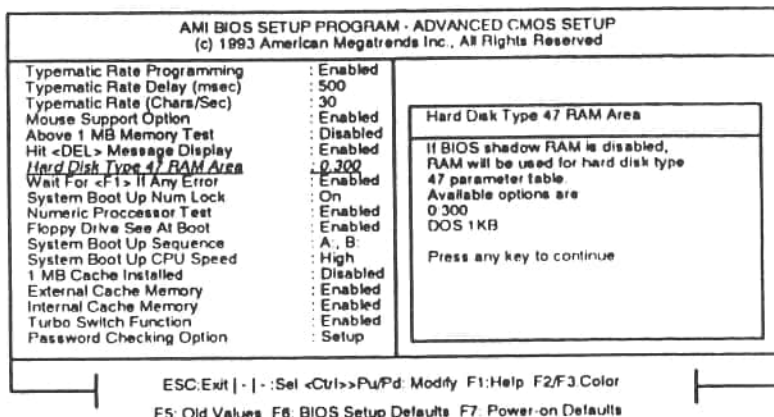 AMI BIOS SETUP PROGRAM - ADVANCED CMOS SETUP
(c) 1993 American Megatrends Inc., All Rights Reserved
Typematic Rate Programming : Enabled
Typematic Rate Delay (msec) : 500
Typematic Rate (Chars/Sec) : 30
Mouse Support Option : Enabled
Above 1 MB Memory Test : Disabled
Hit <DEL> Message Display : Enabled
Hard Disk Type 47 RAM Area : 0.300
Wait For <F1> If Any Error : Enabled
System Boot Up Num Lock : On
Numeric Proccessor Test : Enabled
Floppy Drive See At Boot : Enabled
System Boot Up Sequence : A:, B:
System Boot Up CPU Speed : High
1 MB Cache Installed : Disabled
External Cache Memory : Enabled
Internal Cache Memory : Enabled
Turbo Switch Function : Enabled
Password Checking Option : Setup
Hard Disk Type 47 RAM Area
If BIOS shadow RAM is disabled,
RAM will be used for hard disk type
47 parameter table.
Available options are
0:300
DOS 1KB
Press any key to continue
ESC:Exit | - | - :Sel <Ctrl>>Pu/Pd: Modify F1:Help F2/F3.Color
F5: Old Values F6: BIOS Setup Defaults F7: Power-on Defaults